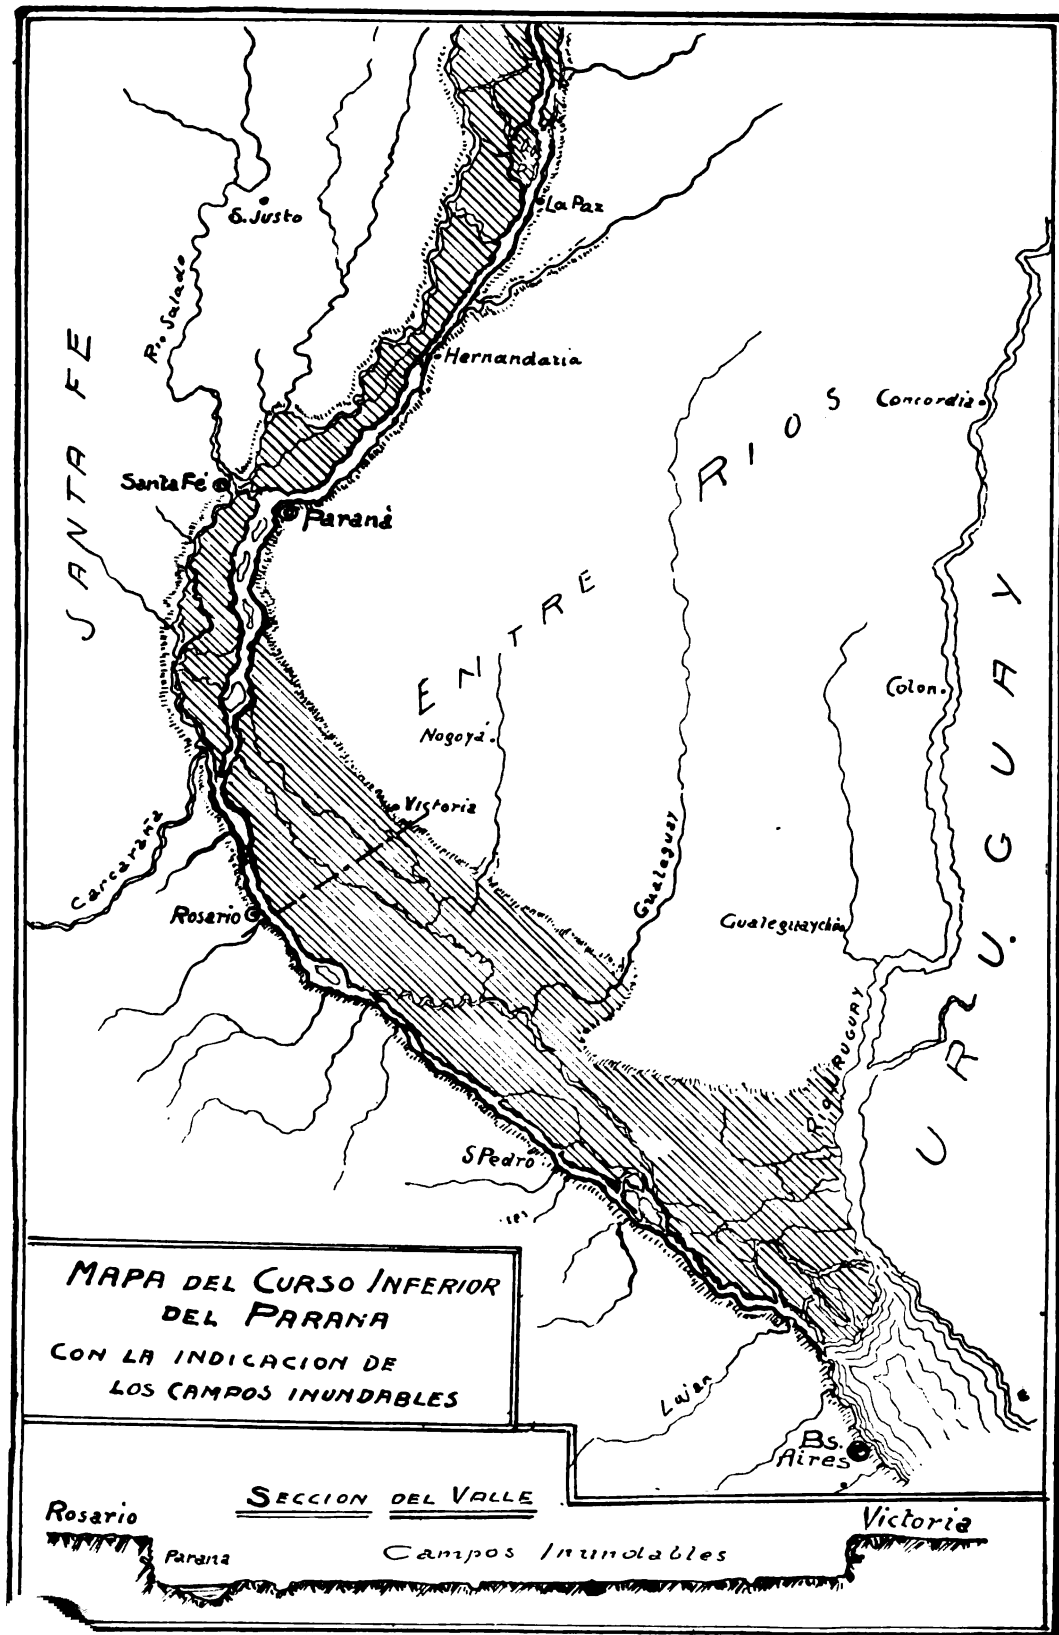 S. Justo
La Paz
Rio Salado
SANTA FE
Hernandaria
RIOS
Concordia
Santa Fé
Paraná
ENTRE
URUGUAY
Colon
Nogoyá
Victoria
Carcaraña
Gualeguay
Rosario
Gualeguaychú
Rio URUGUAY
S Pedro
MAPA DEL CURSO INFERIOR
DEL PARANA
CON LA INDICACION DE
LOS CAMPOS INUNDABLES
Lujan
Bs.
Aires
SECCION DEL VALLE
Rosario
Victoria
Parana
Campos Inundables